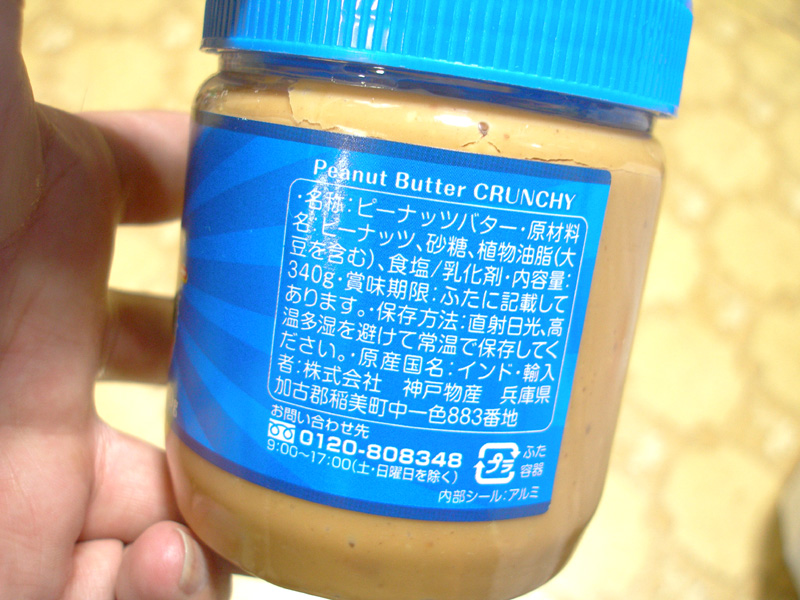 Peanut Butter CRUNCHY
・名称:ピーナッツバター・原材料
名:ピーナッツ、砂糖、植物油脂(大
豆を含む)、食塩/乳化剤・内容量:
340g・賞味期限:ふたに記載して
あります。・保存方法:直射日光、高
温多湿を避けて常温で保存してく
ださい。・原産国名:インド・輸入
者:株式会社 神戸物産 兵庫県
加古郡稲美町中一色883番地
お問い合わせ先
0120-808348
9:00~17:00(土・日曜日を除く)
プラ
ふた
容器
内部シール:アルミ